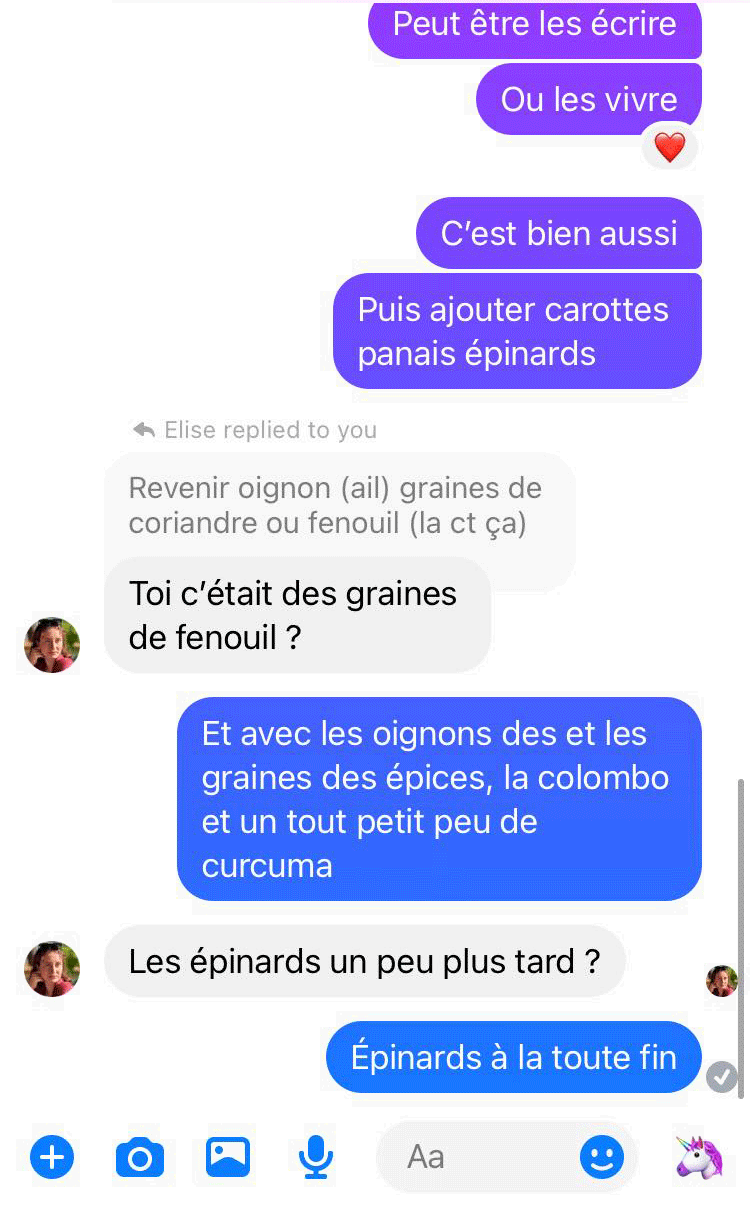 Peut être les écrire
Ou les vivre
C’est bien aussi
Puis ajouter carottes
panais épinards
Elise replied to you
Revenir oignon (ail) graines de
coriandre ou fenouil (la ct ça)
Toi c’était des graines
de fenouil ?
Et avec les oignons des et les
graines des épices, la colombo
et un tout petit peu de
curcuma
Les épinards un peu plus tard ?
Épinards à la toute fin
Aa